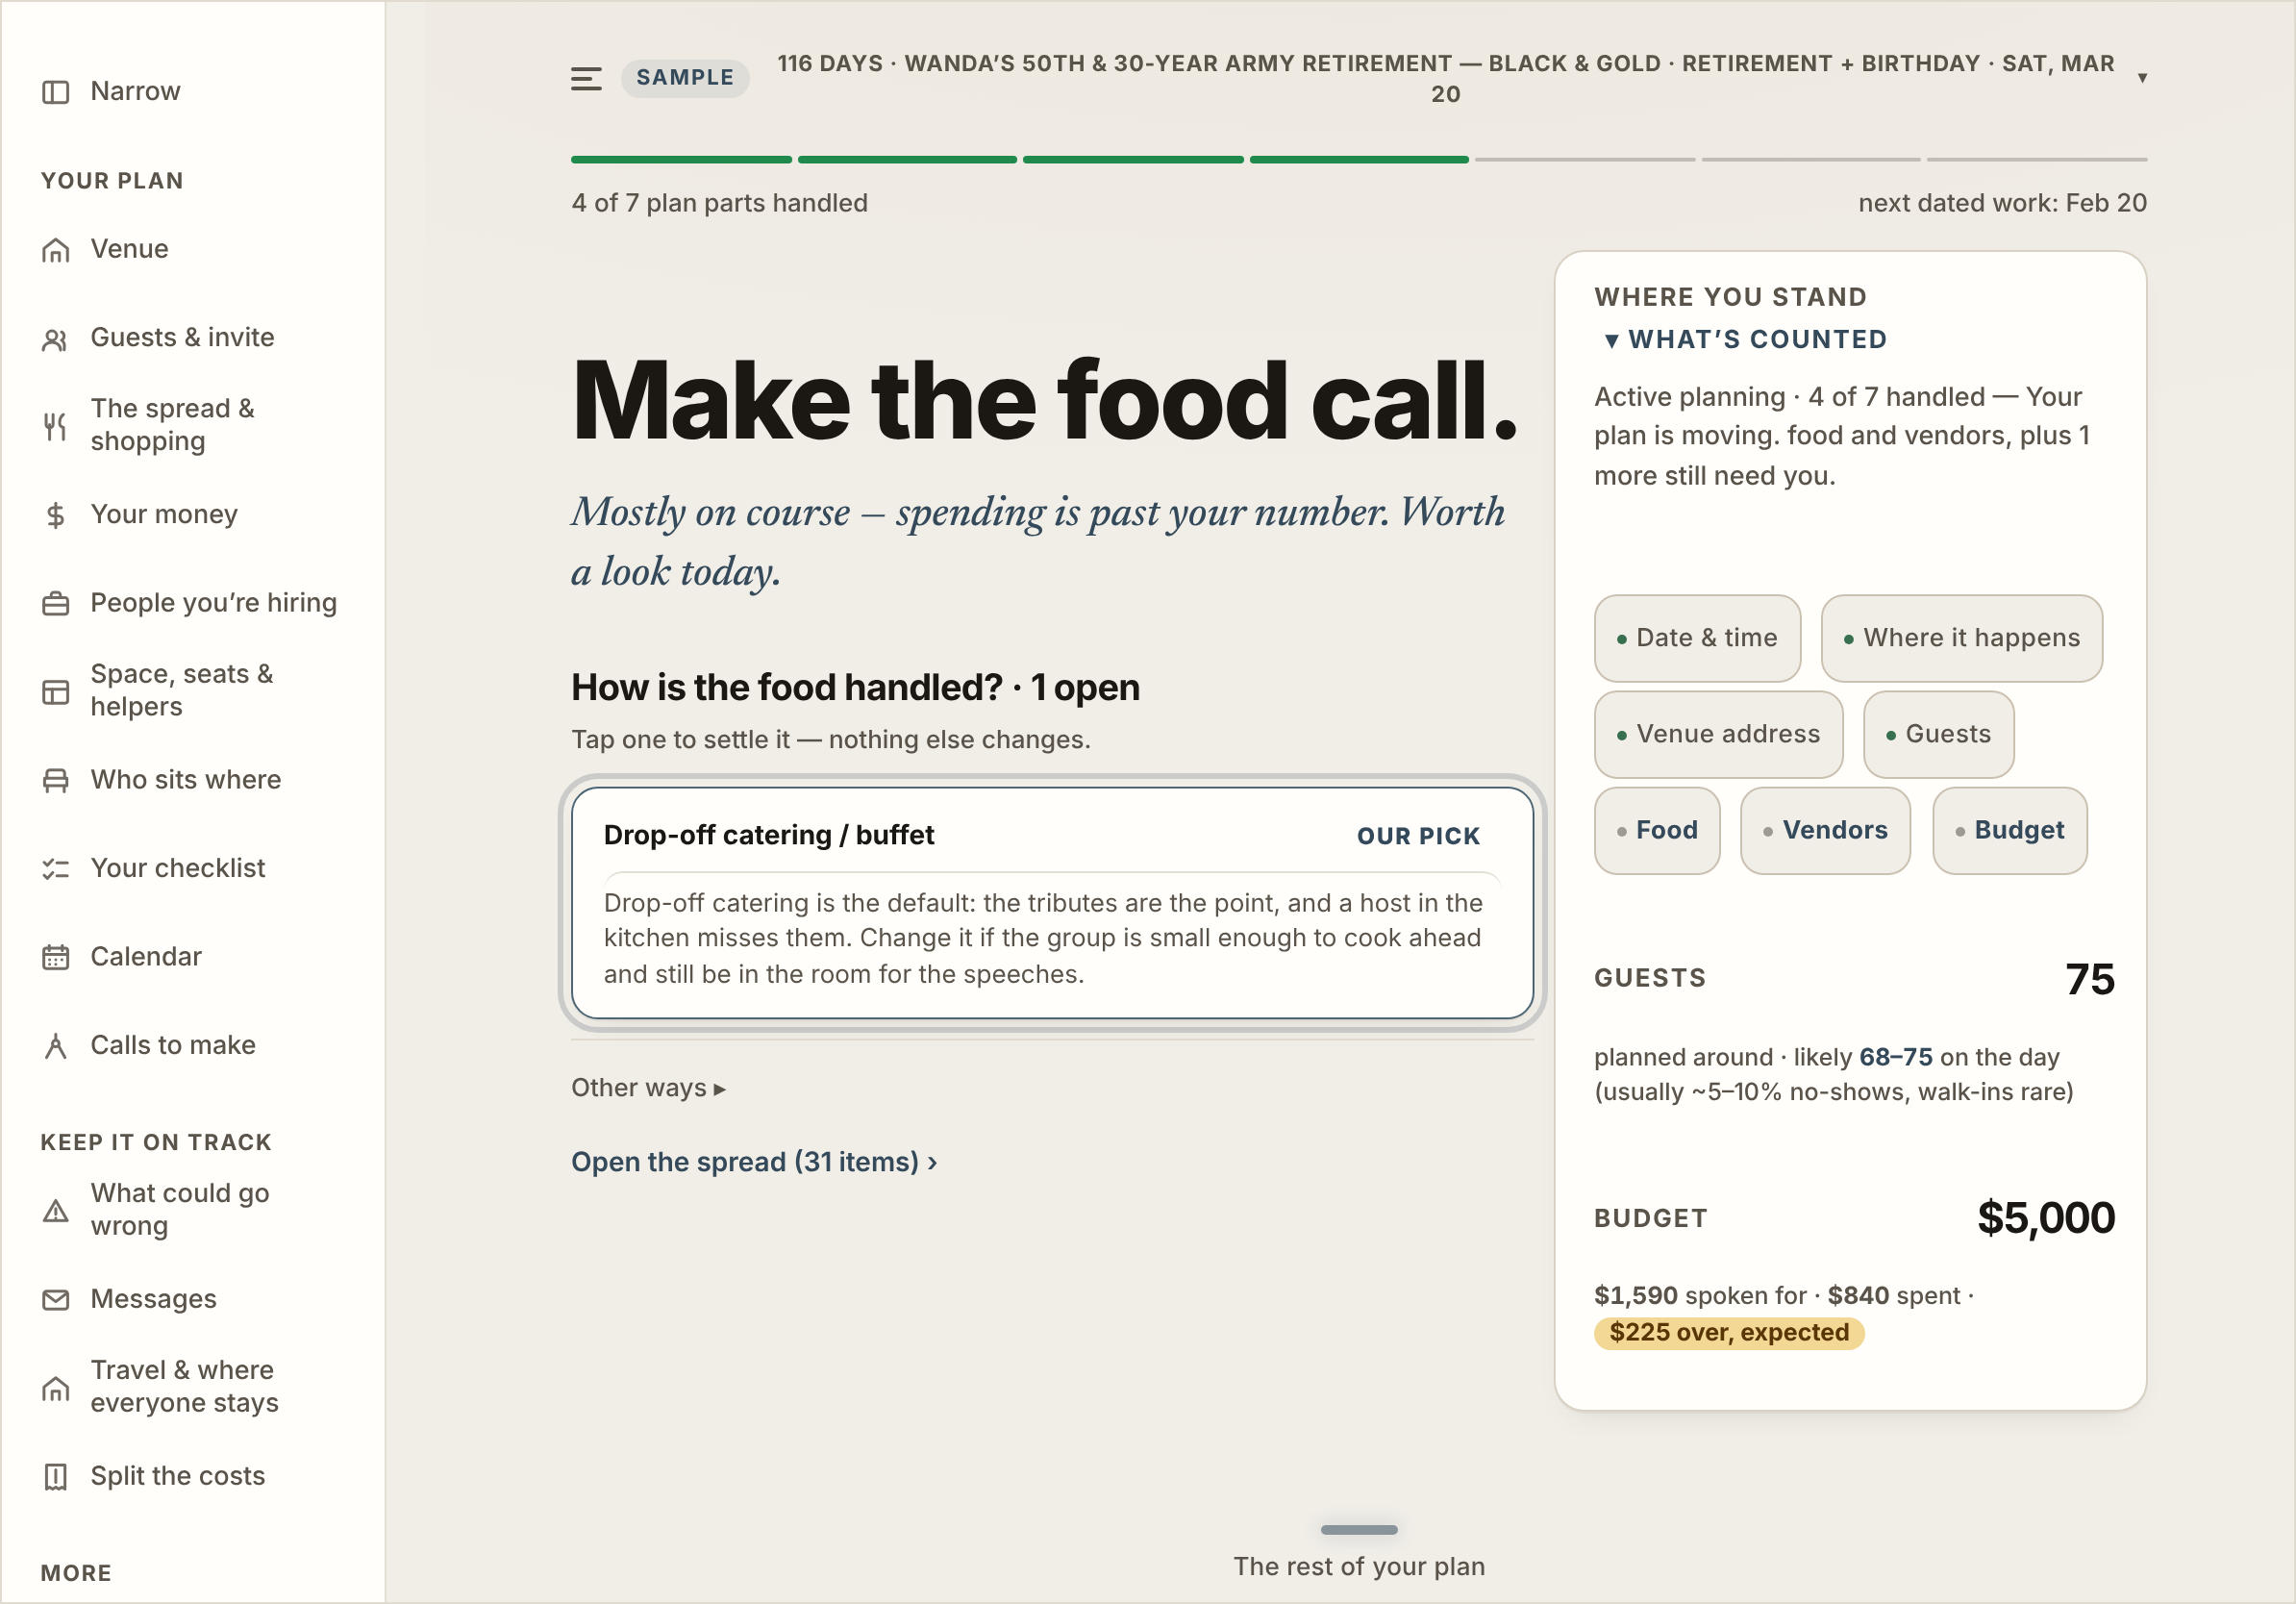 Narrow
YOUR PLAN
Venue
Guests & invite
The spread &
shopping
Your money
People you’re hiring
Space, seats &
helpers
Who sits where
Your checklist
Calendar
Calls to make
KEEP IT ON TRACK
What could go
wrong
Messages
Travel & where
everyone stays
Split the costs
MORE
SAMPLE
116 DAYS · WANDA’S 50TH & 30-YEAR ARMY RETIREMENT — BLACK & GOLD · RETIREMENT + BIRTHDAY · SAT, MAR
20
4 of 7 plan parts handled
next dated work: Feb 20
Make the food call.
Mostly on course — spending is past your number. Worth
a look today.
How is the food handled? · 1 open
Tap one to settle it — nothing else changes.
Drop-off catering / buffet
OUR PICK
Drop-off catering is the default: the tributes are the point, and a host in the
kitchen misses them. Change it if the group is small enough to cook ahead
and still be in the room for the speeches.
Other ways ▸
Open the spread (31 items) ›
WHERE YOU STAND
▾ WHAT’S COUNTED
Active planning · 4 of 7 handled — Your
plan is moving. food and vendors, plus 1
more still need you.
Date & time
Where it happens
Venue address
Guests
Food
Vendors
Budget
GUESTS
75
planned around · likely 68–75 on the day
(usually ~5–10% no-shows, walk-ins rare)
BUDGET
$5,000
$1,590 spoken for · $840 spent ·
$225 over, expected
The rest of your plan